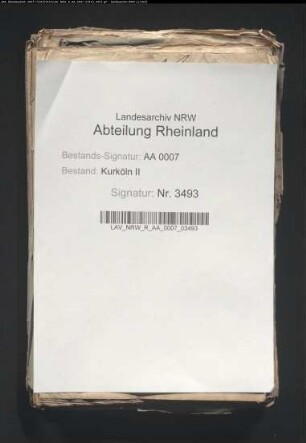 Landesarchiv NRW
Abteilung Rheinland
Bestands-Signatur: AA 0007
Bestand: Kurköln II
Signatur: Nr. 3493
LAV_NRW_R_AA_0007_03493